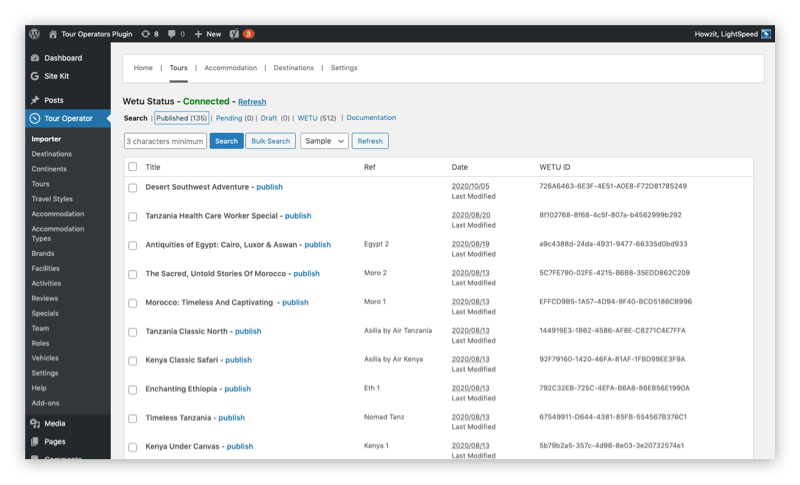 Tour Operators Plugin 8 0 New 3 Howzit, LightSpeed
Dashboard
Site Kit
Posts
Tour Operator
Importer
Destinations
Continents
Tours
Travel Styles
Accommodation
Accommodation
Types
Brands
Facilities
Activities
Reviews
Specials
Team
Roles
Vehicles
Settings
Help
Add-ons
Media
Pages
Comments
Home | Tours | Accommodation | Destinations | Settings
Wetu Status - Connected - Refresh
Search | Published (135) | Pending (0) | Draft (0) | WETU (512) | Documentation
3 characters minimum Search Bulk Search Sample Refresh
Title Ref Date WETU ID
Desert Southwest Adventure - publish 2020/10/05 726A6463-6E3F-4E51-A0E8-F72D81785249
Last Modified
Tanzania Health Care Worker Special - publish 2020/08/20 8f102768-8f68-4c5f-807a-b4562999b292
Last Modified
Antiquities of Egypt: Cairo, Luxor & Aswan - publish Egypt 2 2020/08/19 a9c4388d-24da-4931-9477-66335d0bd933
Last Modified
The Sacred, Untold Stories Of Morocco - publish Moro 2 2020/08/13 5C7FE790-02FE-4215-B6B8-35EDD862C209
Last Modified
Morocco: Timeless And Captivating - publish Moro 1 2020/08/13 EFFCD9B5-1A57-4D94-9F40-BCD5186CB996
Last Modified
Tanzania Classic North - publish Asilia by Air Tanzania 2020/08/13 144919E3-1B62-4586-AF8E-C8271C4E7FFA
Last Modified
Kenya Classic Safari - publish Asilia by Air Kenya 2020/08/13 92F79160-1420-46FA-81AF-1FBD99EE3F9A
Last Modified
Enchanting Ethiopia - publish Eth 1 2020/08/13 792C32EB-725C-4EFA-B6A8-86EB56E1990A
Last Modified
Timeless Tanzania - publish Nomad Tanz 2020/08/13 67549911-D644-4381-85FB-554567B376C1
Last Modified
Kenya Under Canvas - publish Kenya 1 2020/08/13 5b79b2a5-357c-4d98-8e03-3e20732574e1
Last Modified